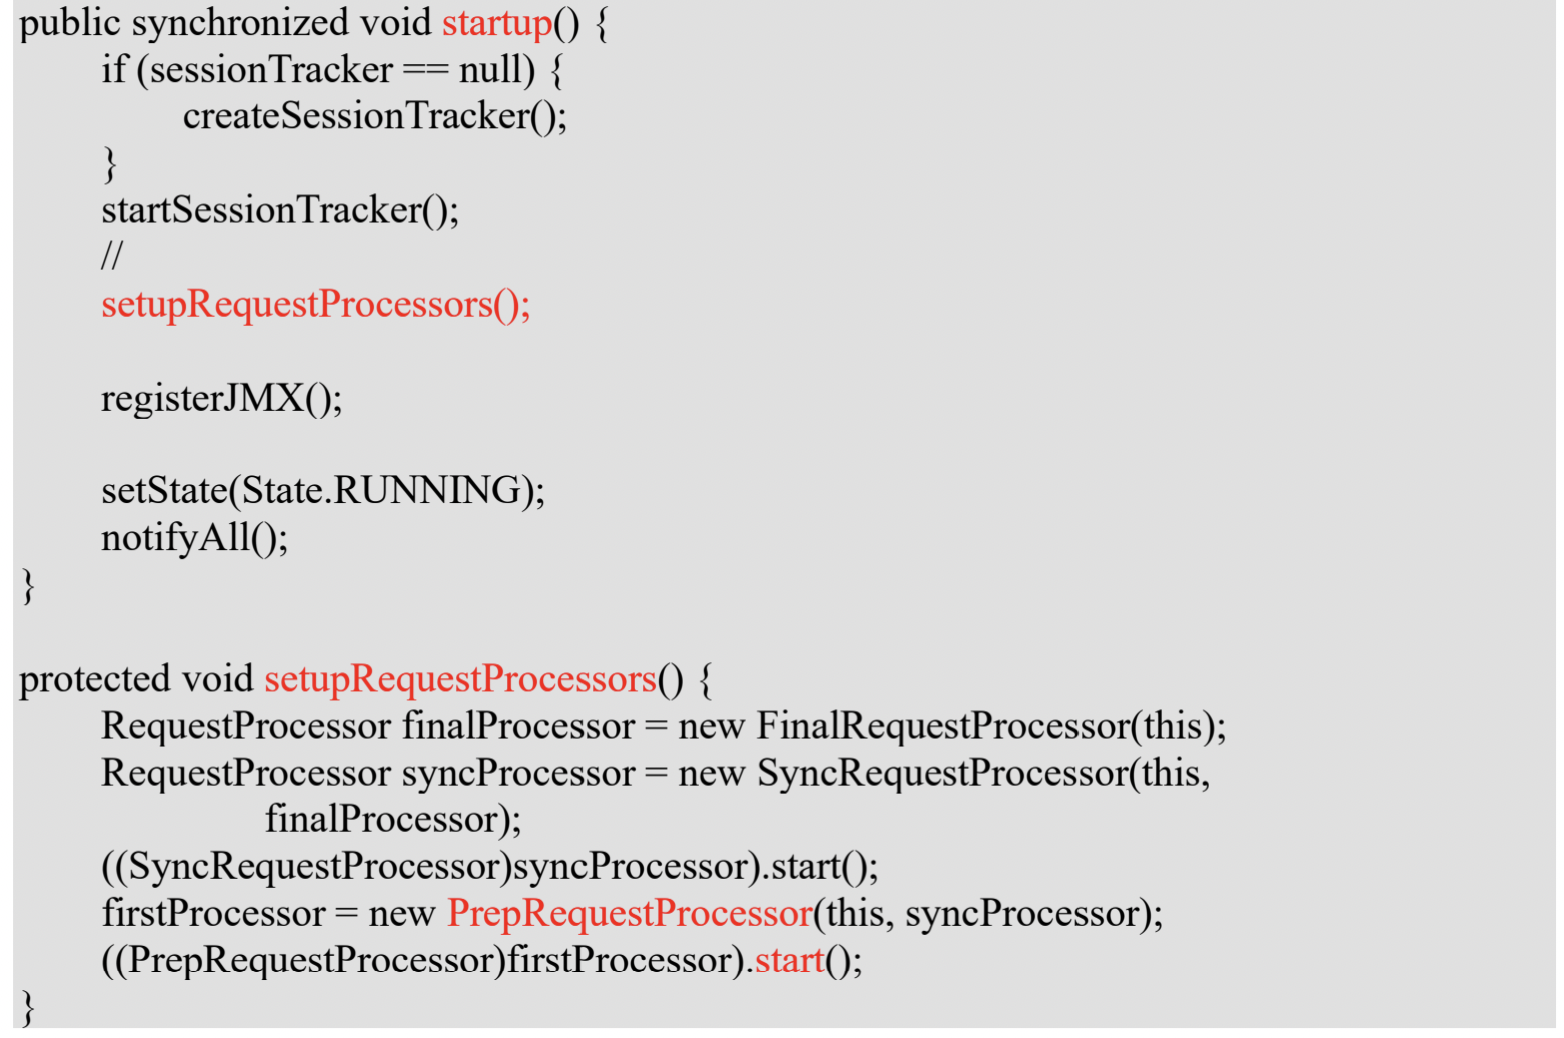 public synchronized void startup() {
if (sessionTracker == null) {
createSessionTracker();
}
startSessionTracker();
//
setupRequestProcessors();
registerJMX();
setState(State.RUNNING);
notifyAll();
}
protected void setupRequestProcessors() {
RequestProcessor finalProcessor = new FinalRequestProcessor(this);
RequestProcessor syncProcessor = new SyncRequestProcessor(this,
finalProcessor);
((SyncRequestProcessor)syncProcessor).start();
firstProcessor = new PrepRequestProcessor(this, syncProcessor);
((PrepRequestProcessor)firstProcessor).start();
}